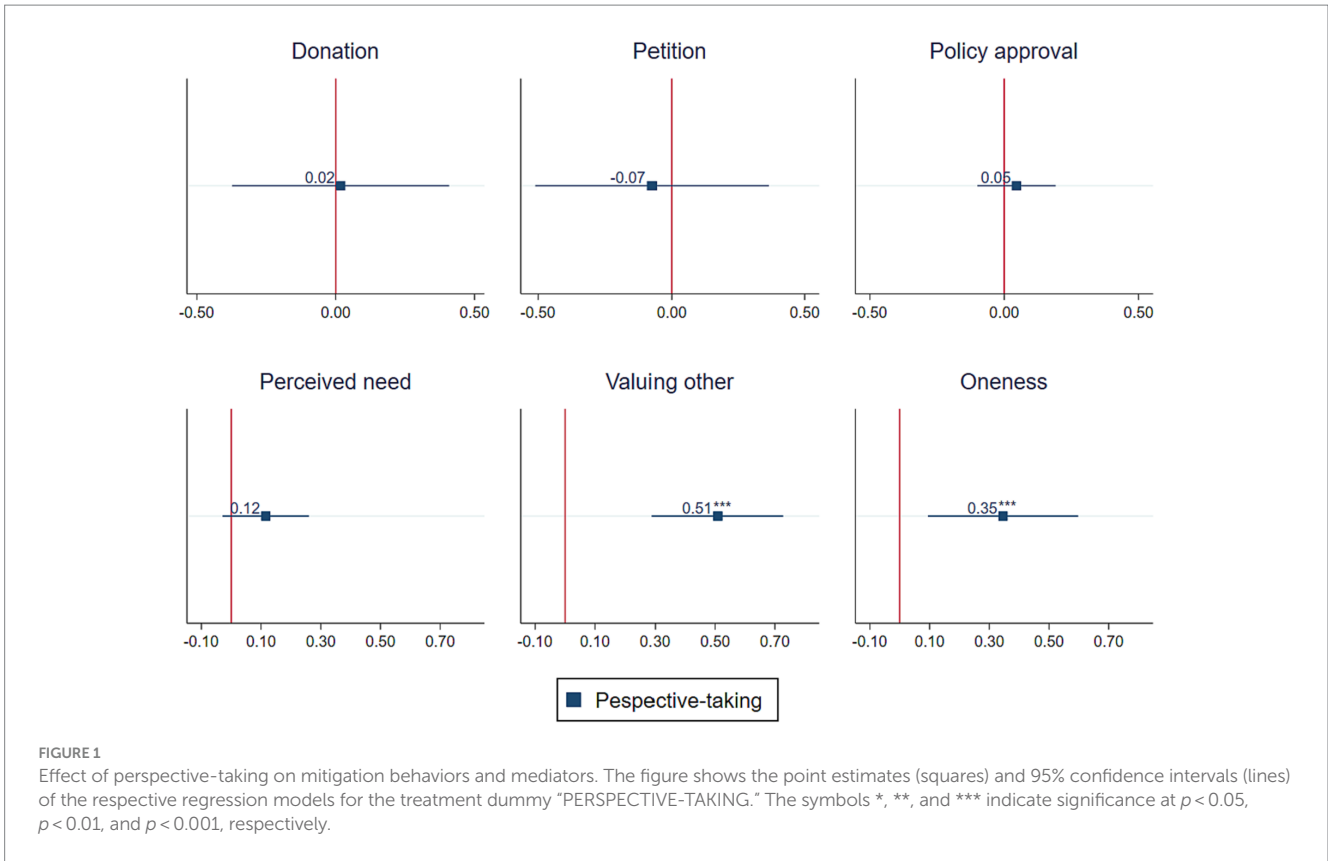 Donation Petition Policy approval
0.02 -0.07 0.05
-0.50 0.00 0.50 -0.50 0.00 0.50 -0.50 0.00 0.50
Perceived need Valuing other Oneness
0.12 0.51*** 0.35***
-0.10 0.10 0.30 0.50 0.70 -0.10 0.10 0.30 0.50 0.70 -0.10 0.10 0.30 0.50 0.70
Pespective-taking
FIGURE 1
Effect of perspective-taking on mitigation behaviors and mediators. The figure shows the point estimates (squares) and 95% confidence intervals (lines)
of the respective regression models for the treatment dummy “PERSPECTIVE-TAKING.” The symbols *, **, and *** indicate significance at p < 0.05,
p < 0.01, and p < 0.001, respectively.